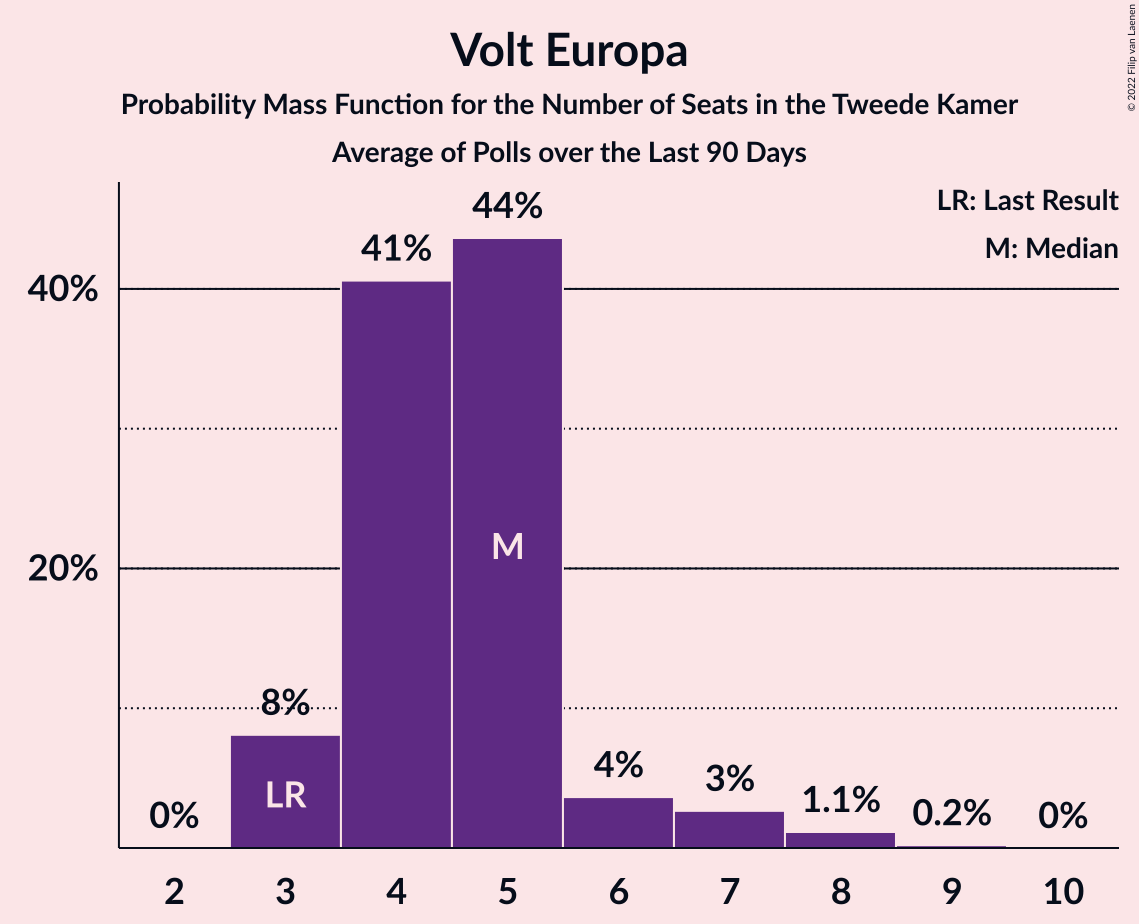 Volt Europa
Probability Mass Function for the Number of Seats in the Tweede Kamer
Average of Polls over the Last 90 Days
© 2022 Filip van Laenen
LR: Last Result
M: Median
44%
41%
40%
M
20%
8%
LR
4%
3%
1.1%
0.2%
0%
0%
2 3 4 5 6 7 8 9 10